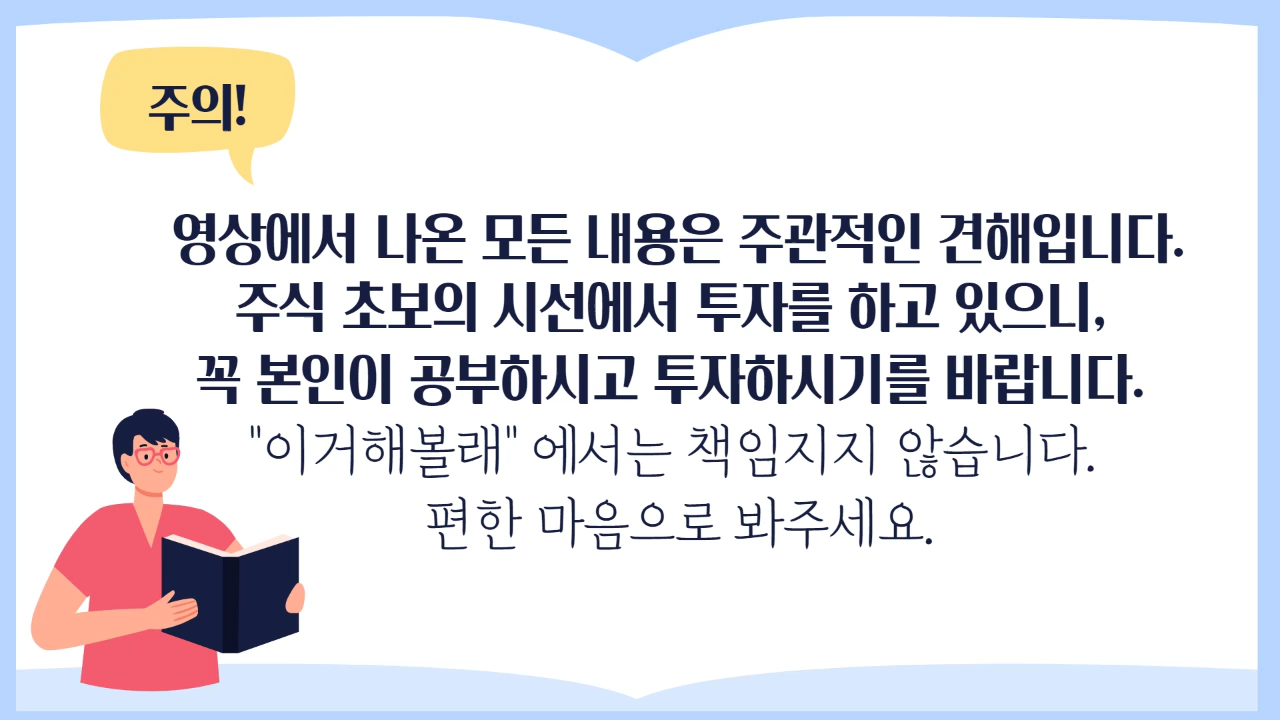 주의!
영상에서 나온 모든 내용은 주관적인 견해입니다.
주식 초보의 시선에서 투자를 하고 있으니,
꼭 본인이 공부하시고 투자하시기를 바랍니다.
"이거해볼래" 에서는 책임지지 않습니다.
편한 마음으로 봐주세요.